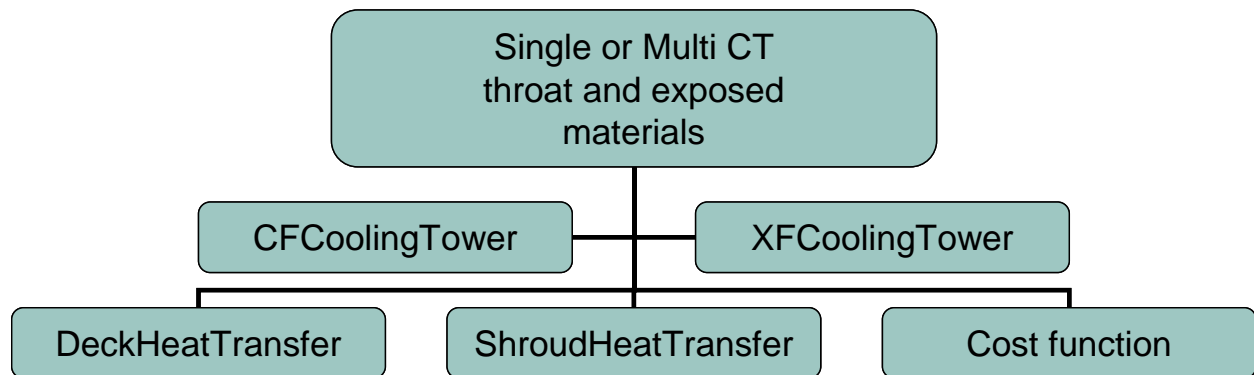 Single or Multi CT
throat and exposed
materials
CFCoolingTower
XFCoolingTower
DeckHeatTransfer
ShroudHeatTransfer
Cost function